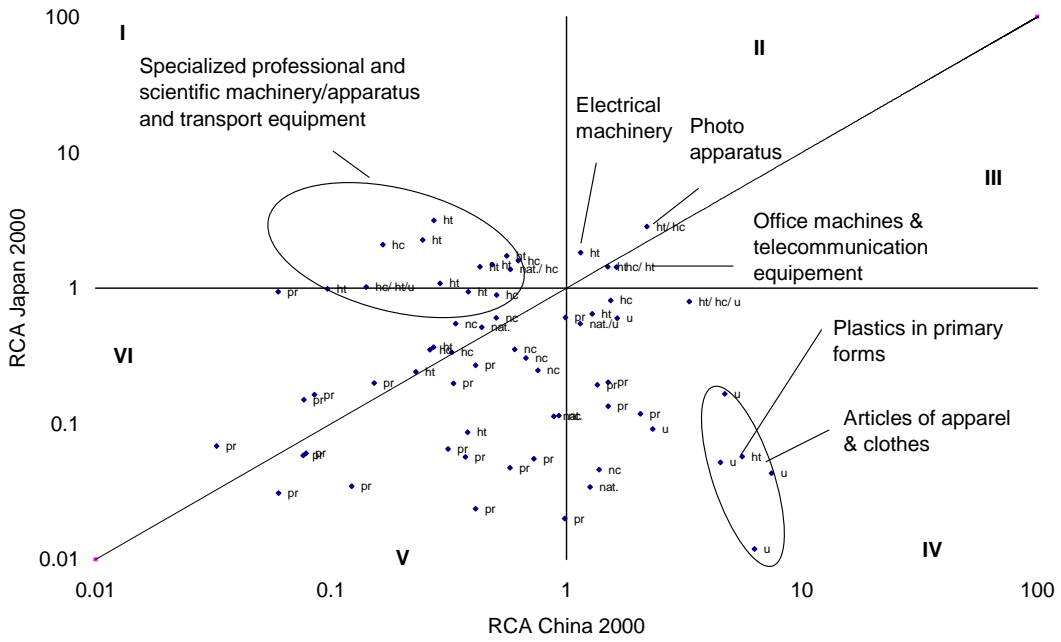 100
I
II
Specialized professional and
scientific machinery/apparatus
and transport equipment
Electrical
machinery
Photo
apparatus
10
III
Office machines &
telecommunication
equipement
ht
ht/ hc
hc
ht
ht
ht
hc
ht
ht
nat./ hc
ht
hc/ ht
1
pr
ht
hc/ ht/u
ht
ht
hc
hc
ht/ hc/ u
nc
nc
nat.
pr
ht
nat./u
u
Plastics in primary
forms
VI
ht
hc
hc
nc
nc
pr
nc
ht
pr
pr
pr
pr
u
pr
pr
pr
pr
Articles of apparel
& clothes
0.1
nat.
nc
u
ht
pr
pr
pr
pr
pr
pr
pr
nc
u
ht
u
pr
pr
nat.
pr
pr
u
0.01
V
IV
0.01
0.1
1
10
100
RCA China 2000
RCA Japan 2000